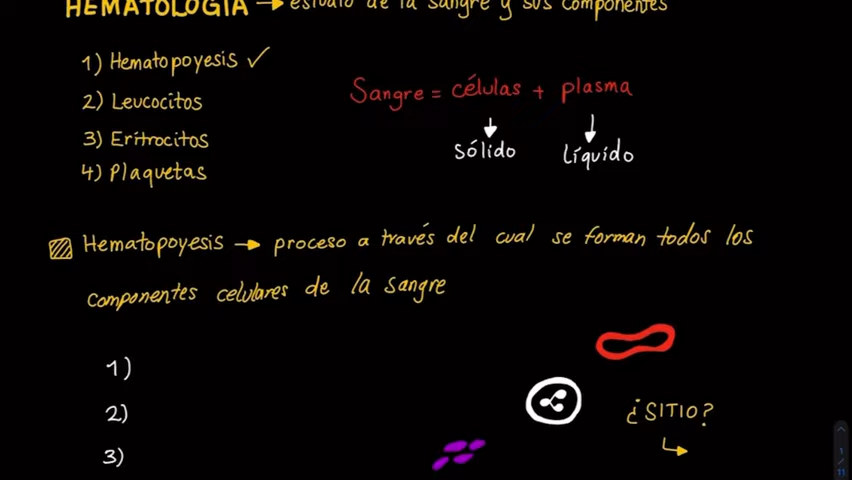 HEMATOLOGÍA → estudio de la sangre y sus componentes
1) Hematopoyesis ✓
2) Leucocitos
3) Eritrocitos
4) Plaquetas
Sangre = células + plasma
sólido
líquido
Hematopoyesis → proceso a través del cual se forman todos los
componentes celulares de la sangre
1)
2)
3)
¿SITIO?
1
/
11